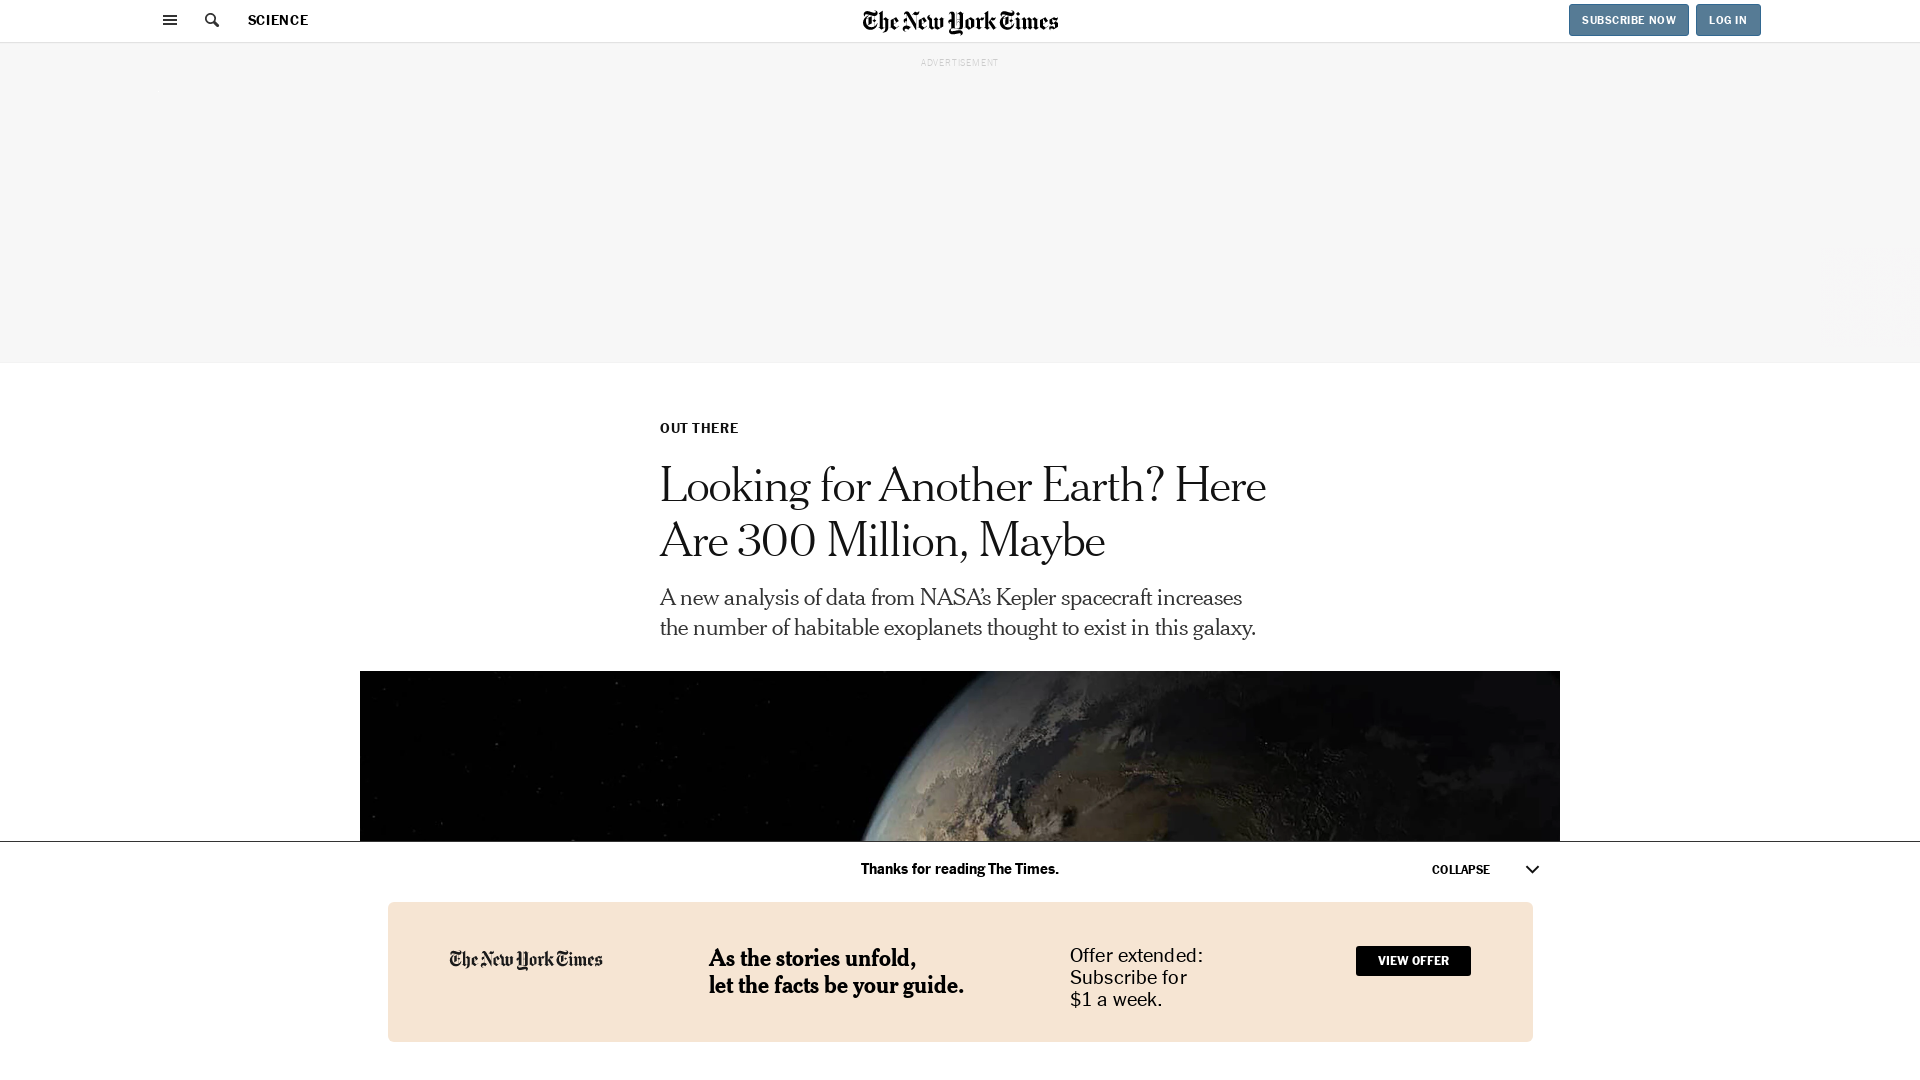 SCIENCE
The New York Times
SUBSCRIBE NOW
LOG IN
ADVERTISEMENT
OUT THERE
Looking for Another Earth? Here
Are 300 Million, Maybe
A new analysis of data from NASA’s Kepler spacecraft increases
the number of habitable exoplanets thought to exist in this galaxy.
Thanks for reading The Times.
COLLAPSE
The New York Times
As the stories unfold,
let the facts be your guide.
Offer extended:
Subscribe for
$1 a week.
VIEW OFFER